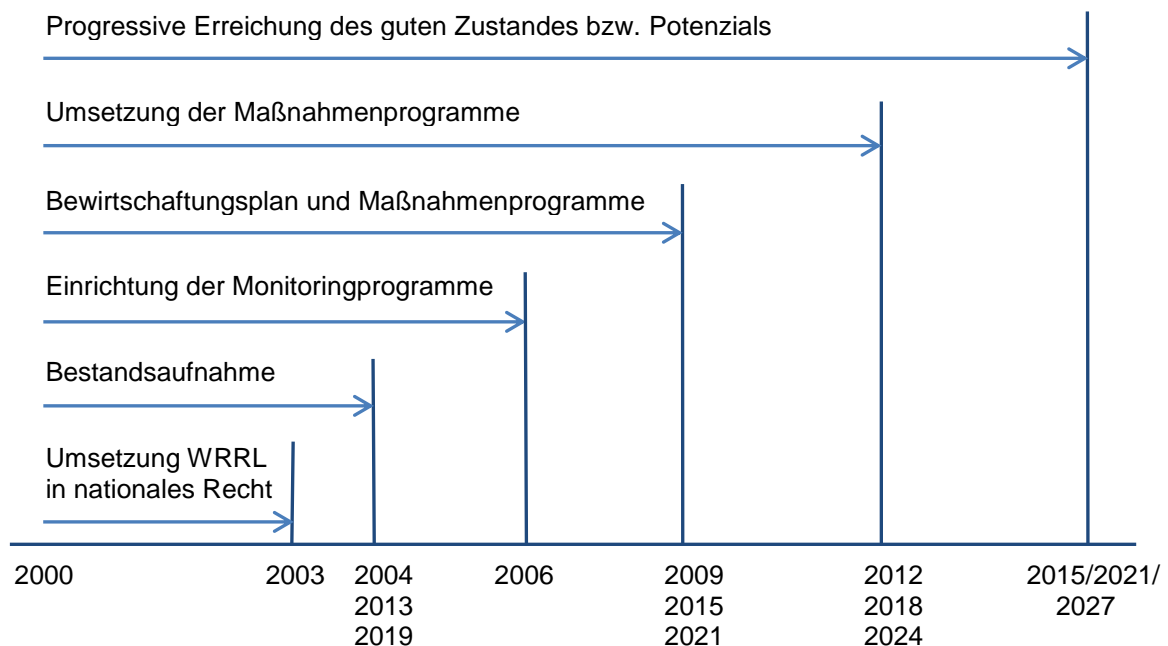 Progressive Erreichung des guten Zustandes bzw. Potenzials
Umsetzung der Maßnahmenprogramme
Bewirtschaftungsplan und Maßnahmenprogramme
Einrichtung der Monitoringprogramme
Bestandsaufnahme
Umsetzung WRRL
in nationales Recht
2000 2003 2004 2006 2009 2012 2015/2021/
2013 2015 2018 2027
2019 2021 2024